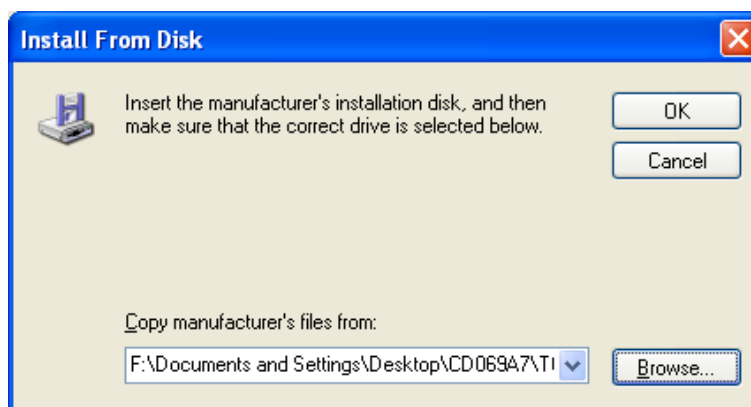 Install From Disk
Insert the manufacturer's installation disk, and then
make sure that the correct drive is selected below.
OK
Cancel
Copy manufacturer's files from:
F:\Documents and Settings\Desktop\CD069A7\T
Browse...